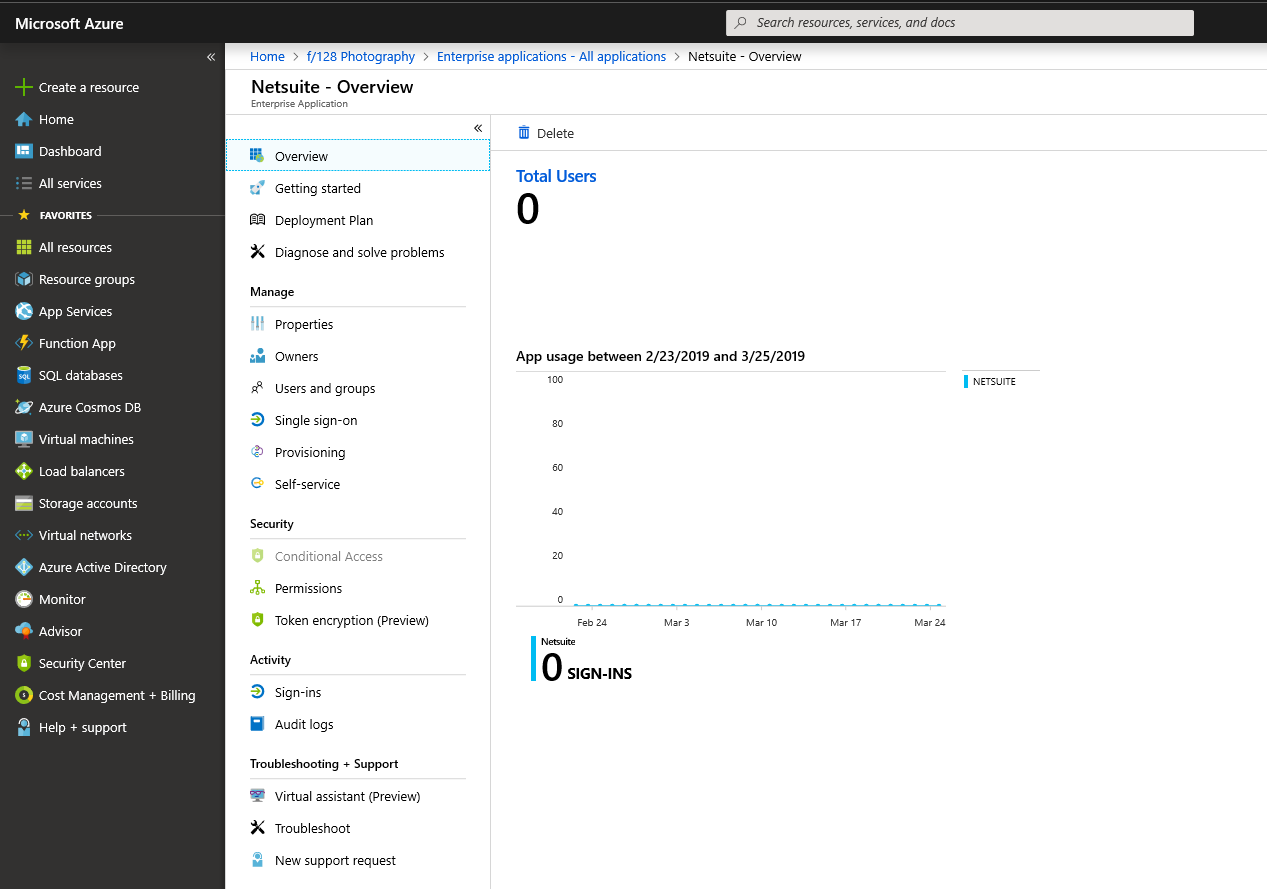 Microsoft Azure
Search resources, services, and docs
«
Create a resource
Home
Dashboard
All services
FAVORITES
All resources
Resource groups
App Services
Function App
SQL databases
Azure Cosmos DB
Virtual machines
Load balancers
Storage accounts
Virtual networks
Azure Active Directory
Monitor
Advisor
Security Center
Cost Management + Billing
Help + support
Home > f/128 Photography > Enterprise applications - All applications > Netsuite - Overview
Netsuite - Overview
Enterprise Application
«
Overview
Getting started
Deployment Plan
Diagnose and solve problems
Manage
Properties
Owners
Users and groups
Single sign-on
Provisioning
Self-service
Security
Conditional Access
Permissions
Token encryption (Preview)
Activity
Sign-ins
Audit logs
Troubleshooting + Support
Virtual assistant (Preview)
Troubleshoot
New support request
Delete
Total Users
0
App usage between 2/23/2019 and 3/25/2019
100
80
60
40
20
0
Feb 24 Mar 3 Mar 10 Mar 17 Mar 24
NETSUITE
Netsuite
0 SIGN-INS